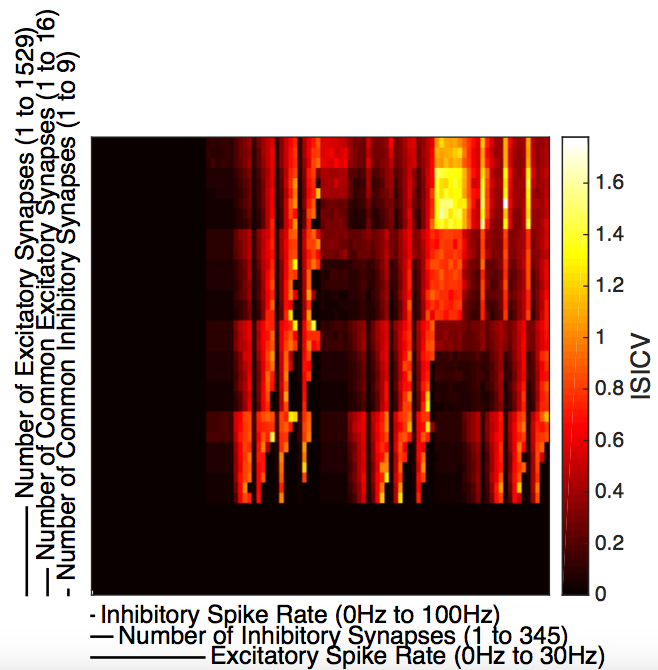 Number of Excitatory Synapses (1 to 1529)
Number of Common Excitatory Synapses (1 to 16)
Number of Common Inhibitory Synapses (1 to 9)
1.6
1.4
1.2
1
0.8
0.6
0.4
0.2
0
ISICV
Inhibitory Spike Rate (0Hz to 100Hz)
Number of Inhibitory Synapses (1 to 345)
Excitatory Spike Rate (0Hz to 30Hz)